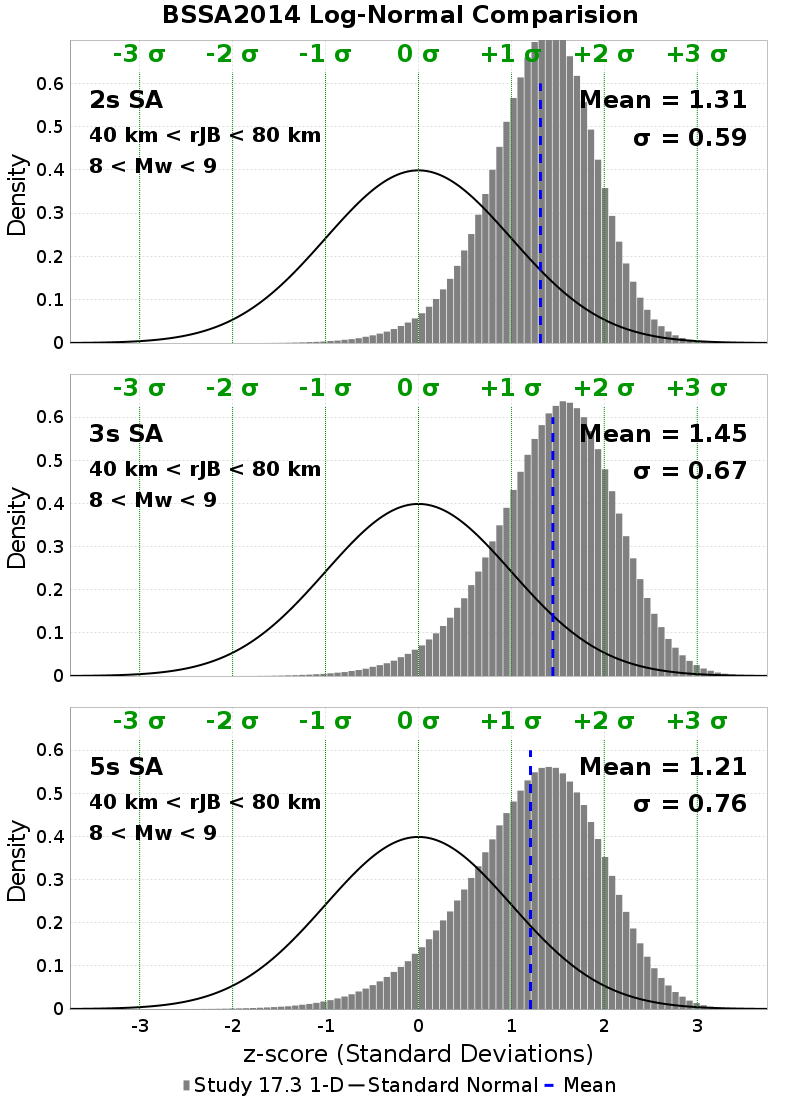 BSSA2014 Log-Normal Comparision
-3 σ -2 σ -1 σ 0 σ +1 σ +2 σ +3 σ
2s SA
40 km < rJB < 80 km
8 < Mw < 9
Mean = 1.31
σ = 0.59
Density
0.6
0.5
0.4
0.3
0.2
0.1
0
-3 σ -2 σ -1 σ 0 σ +1 σ +2 σ +3 σ
3s SA
40 km < rJB < 80 km
8 < Mw < 9
Mean = 1.45
σ = 0.67
Density
0.6
0.5
0.4
0.3
0.2
0.1
0
-3 σ -2 σ -1 σ 0 σ +1 σ +2 σ +3 σ
5s SA
40 km < rJB < 80 km
8 < Mw < 9
Mean = 1.21
σ = 0.76
Density
0.6
0.5
0.4
0.3
0.2
0.1
0
-3 -2 -1 0 1 2 3
z-score (Standard Deviations)
Study 17.3 1-D Standard Normal Mean